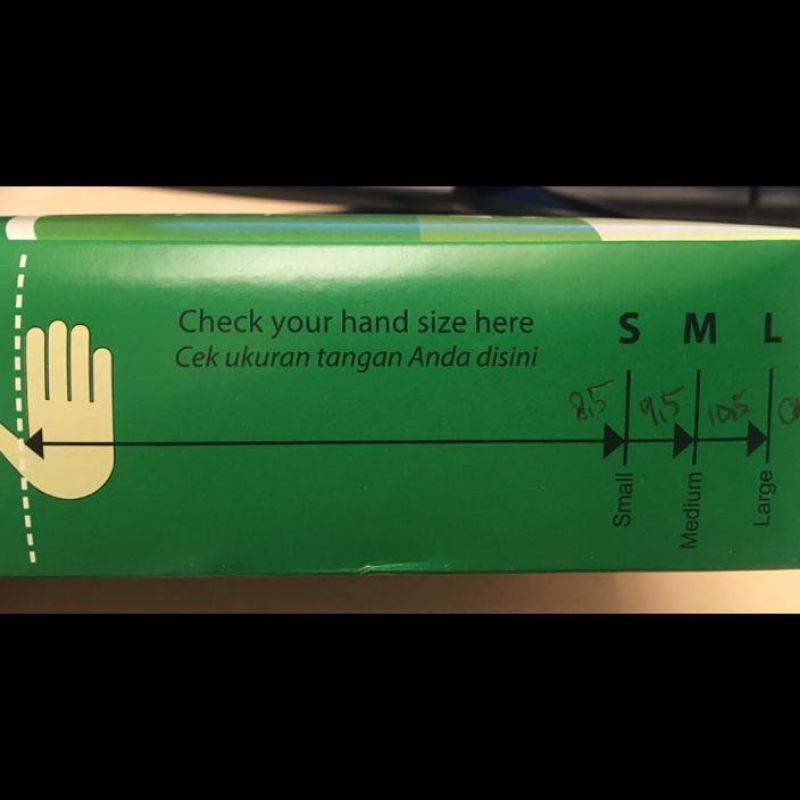 Check your hand size here
Cek ukuran tangan Anda disini
S M L
8,5 9,5 10,5
Small Medium Large